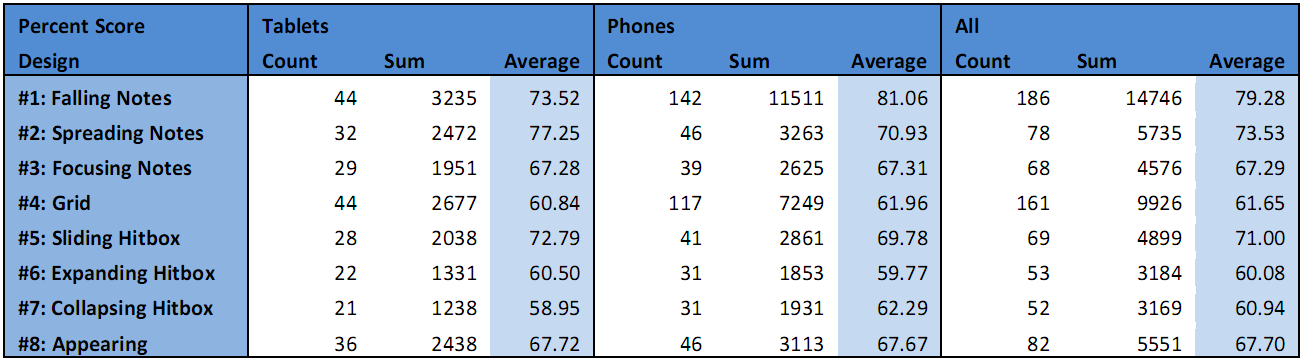 Percent Score Tablets Phones All
Design Count Sum Average Count Sum Average Count Sum Average
#1: Falling Notes 44 3235 73.52 142 11511 81.06 186 14746 79.28
#2: Spreading Notes 32 2472 77.25 46 3263 70.93 78 5735 73.53
#3: Focusing Notes 29 1951 67.28 39 2625 67.31 68 4576 67.29
#4: Grid 44 2677 60.84 117 7249 61.96 161 9926 61.65
#5: Sliding Hitbox 28 2038 72.79 41 2861 69.78 69 4899 71.00
#6: Expanding Hitbox 22 1331 60.50 31 1853 59.77 53 3184 60.08
#7: Collapsing Hitbox 21 1238 58.95 31 1931 62.29 52 3169 60.94
#8: Appearing 36 2438 67.72 46 3113 67.67 82 5551 67.70